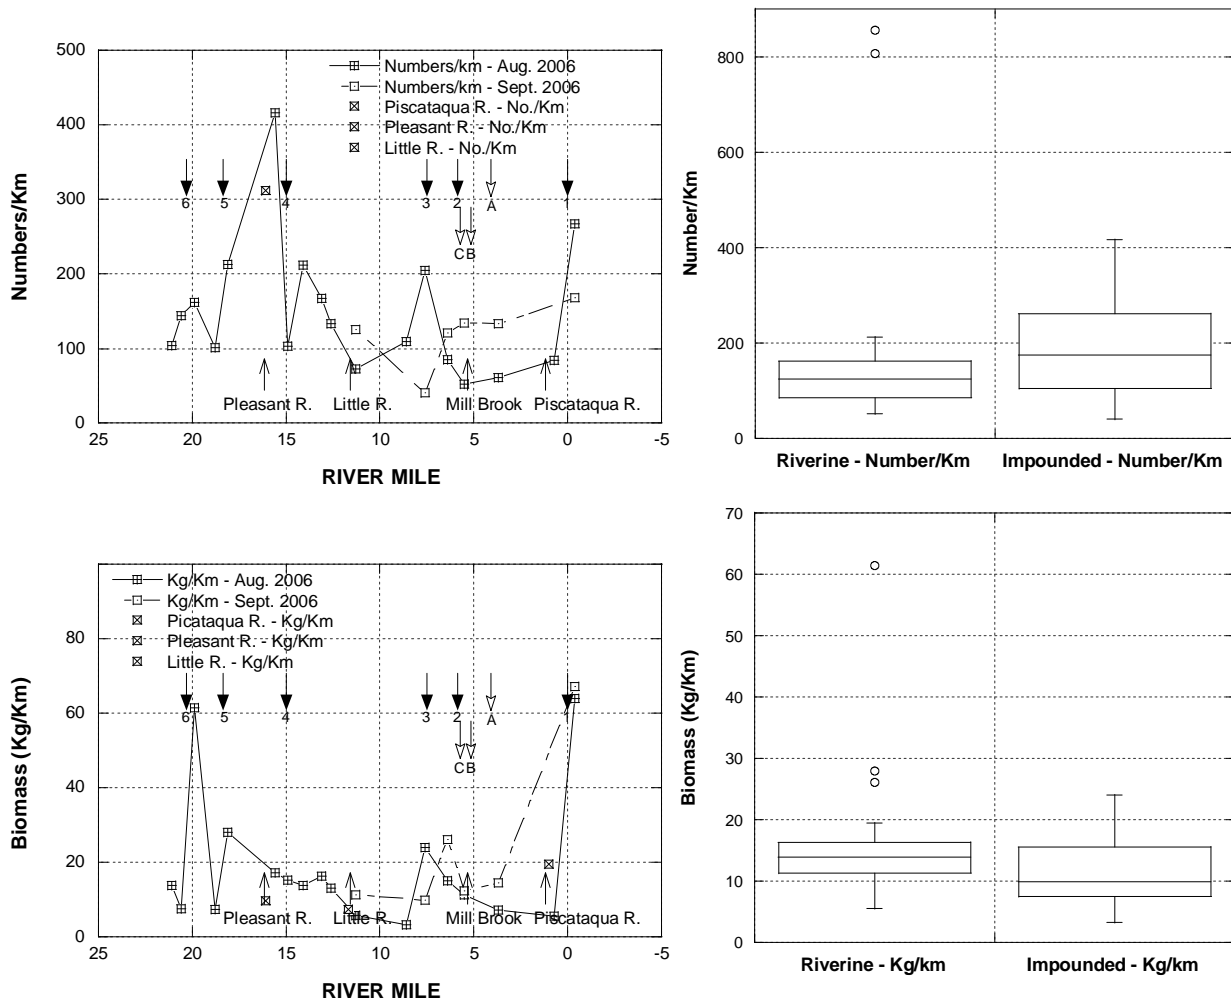 500
400
300
200
100
0
Numbers/Km
Numbers/km - Aug. 2006
Numbers/km - Sept. 2006
Piscataqua R. - No./Km
Pleasant R. - No./Km
Little R. - No./Km
6
5
4
3
2
A
1
C
B
Pleasant R.
Little R.
Mill Brook
Piscataqua R.
25
20
15
10
5
0
-5
RIVER MILE
800
600
400
200
0
Number/Km
Riverine - Number/Km
Impounded - Number/Km
80
60
40
20
0
Biomass (Kg/Km)
Kg/Km - Aug. 2006
Kg/Km - Sept. 2006
Picataqua R. - Kg/Km
Pleasant R. - Kg/Km
Little R. - Kg/Km
6
5
4
3
2
A
1
C
B
Pleasant R.
Little R.
Mill Brook
Piscataqua R.
25
20
15
10
5
0
-5
RIVER MILE
70
60
50
40
30
20
10
0
Biomass (Kg/Km)
Riverine - Kg/km
Impounded - Kg/km